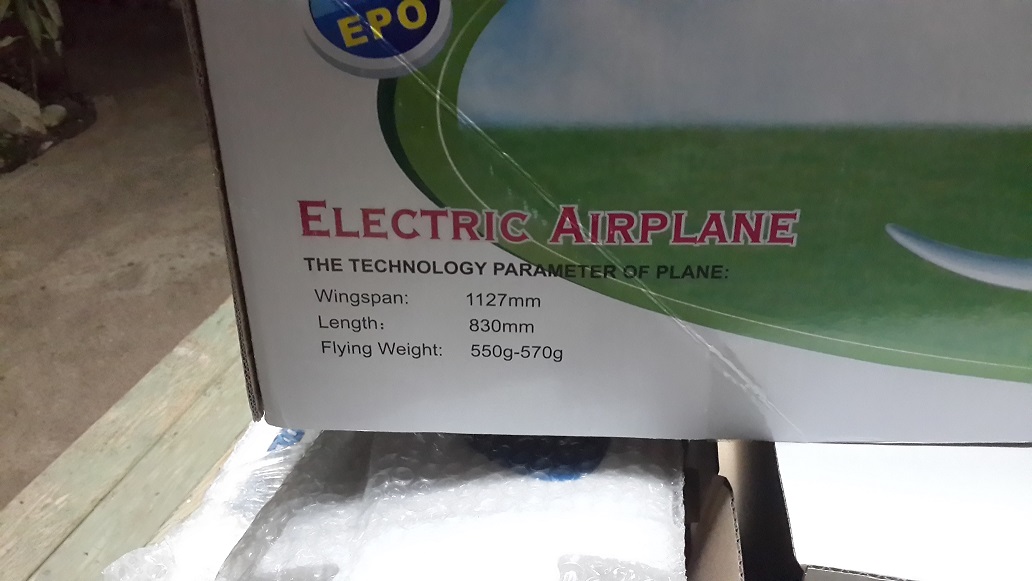 EPO
ELECTRIC AIRPLANE
THE TECHNOLOGY PARAMETER OF PLANE:
Wingspan: 1127mm
Length: 830mm
Flying Weight: 550g-570g